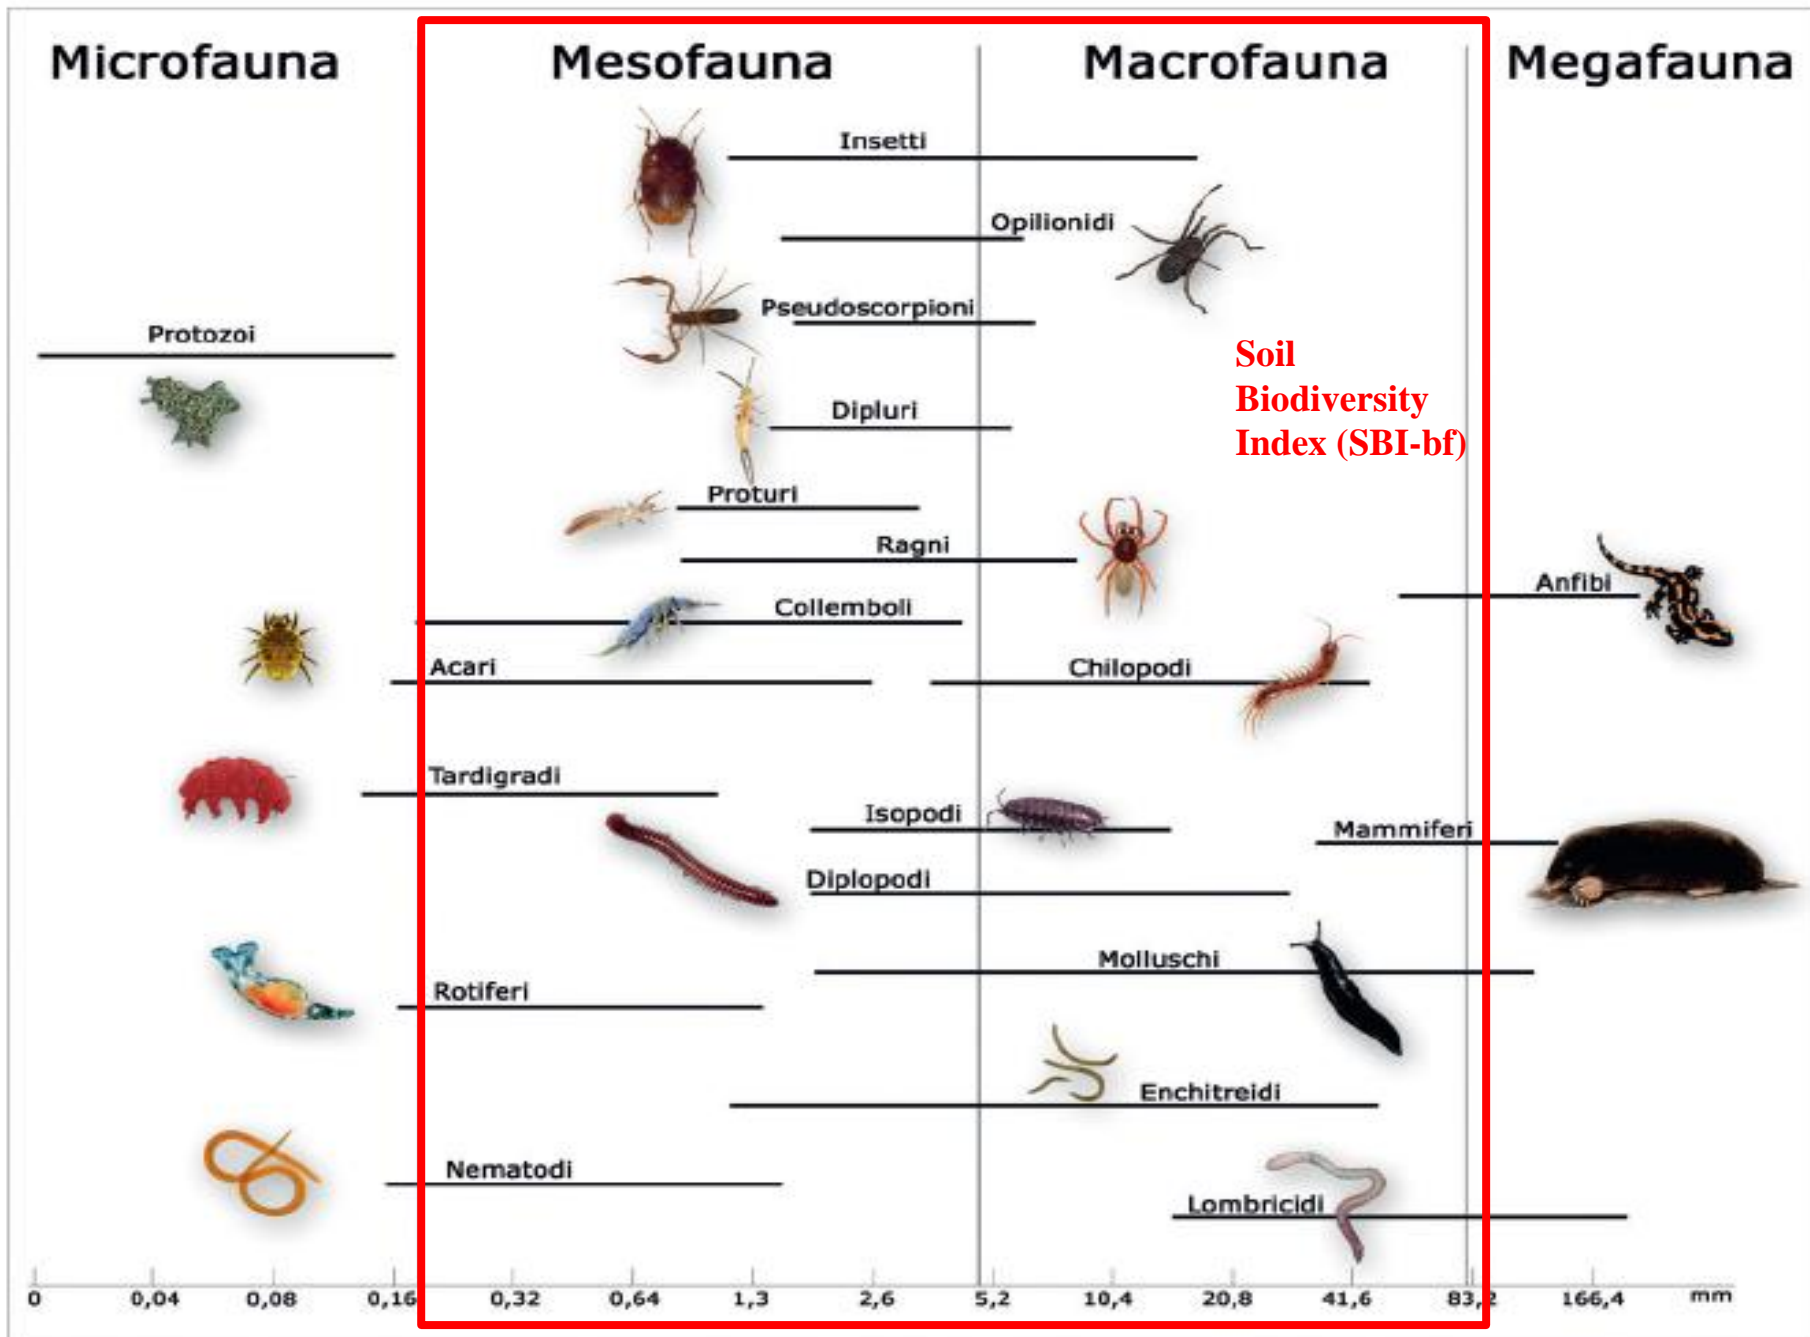 Microfauna
Mesofauna
Macrofauna
Megafauna
Insetti
Opilionidi
Pseudoscorpioni
Protozoi
Soil
Biodiversity
Index (SBI-bf)
Dipluri
Proturi
Ragni
Anfibi
Collemboli
Acari
Chilopodi
Tardigradi
Isopodi
Mammiferi
Diplopodi
Molluschi
Rotiferi
Enchitreidi
Nematodi
Lombricidi
0 0,04 0,08 0,16 0,32 0,64 1,3 2,6 5,2 10,4 20,8 41,6 83,2 166,4 mm